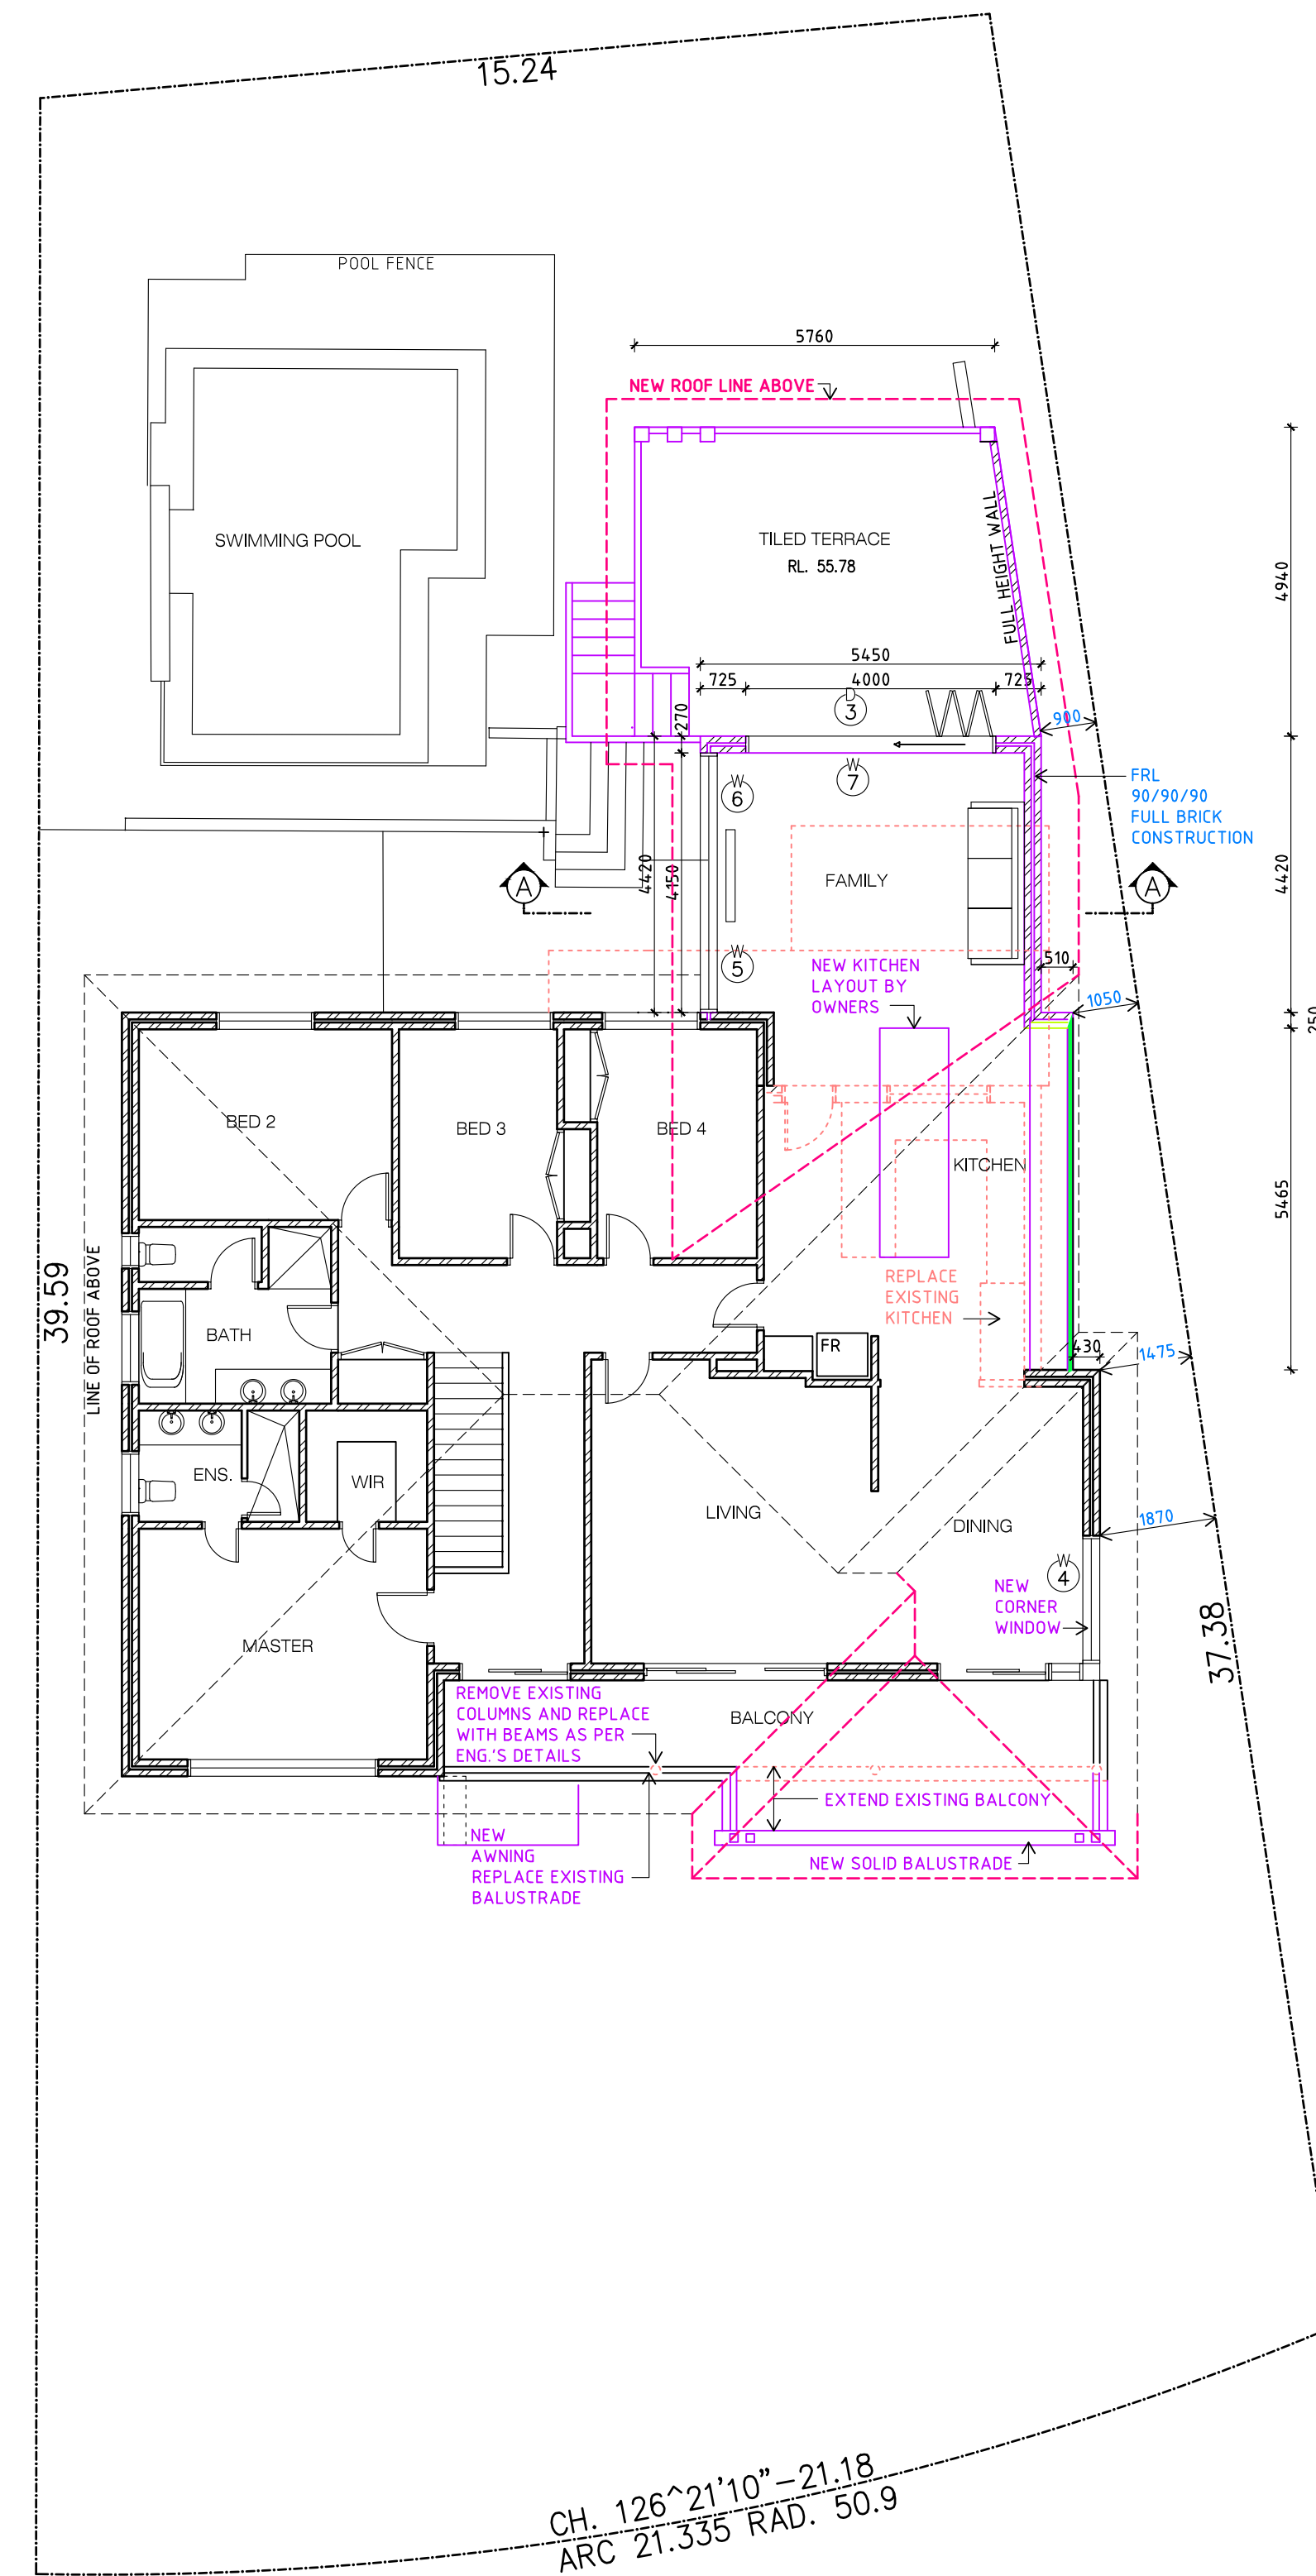 15.24
POOL FENCE
5760
NEW ROOF LINE ABOVE
SWIMMING POOL
TILED TERRACE
RL. 55.78
FULL HEIGHT WALL
4940
5450
725
4000
725
D
3
270
900
W
6
W
7
FRL
90/90/90
FULL BRICK
CONSTRUCTION
A
4420
4150
FAMILY
A
4420
W
5
NEW KITCHEN
LAYOUT BY
OWNERS
510
1050
250
BED 2
BED 3
BED 4
KITCHEN
5465
39.59
LINE OF ROOF ABOVE
REPLACE
EXISTING
KITCHEN
BATH
FR
430
1475
ENS.
WIR
LIVING
DINING
1870
W
4
NEW
CORNER
WINDOW
37.38
MASTER
REMOVE EXISTING
COLUMNS AND REPLACE
WITH BEAMS AS PER
ENG.'S DETAILS
BALCONY
EXTEND EXISTING BALCONY
NEW
AWNING
REPLACE EXISTING
BALUSTRADE
NEW SOLID BALUSTRADE
CH. 126^21'10"-21.18
ARC 21.335 RAD. 50.9